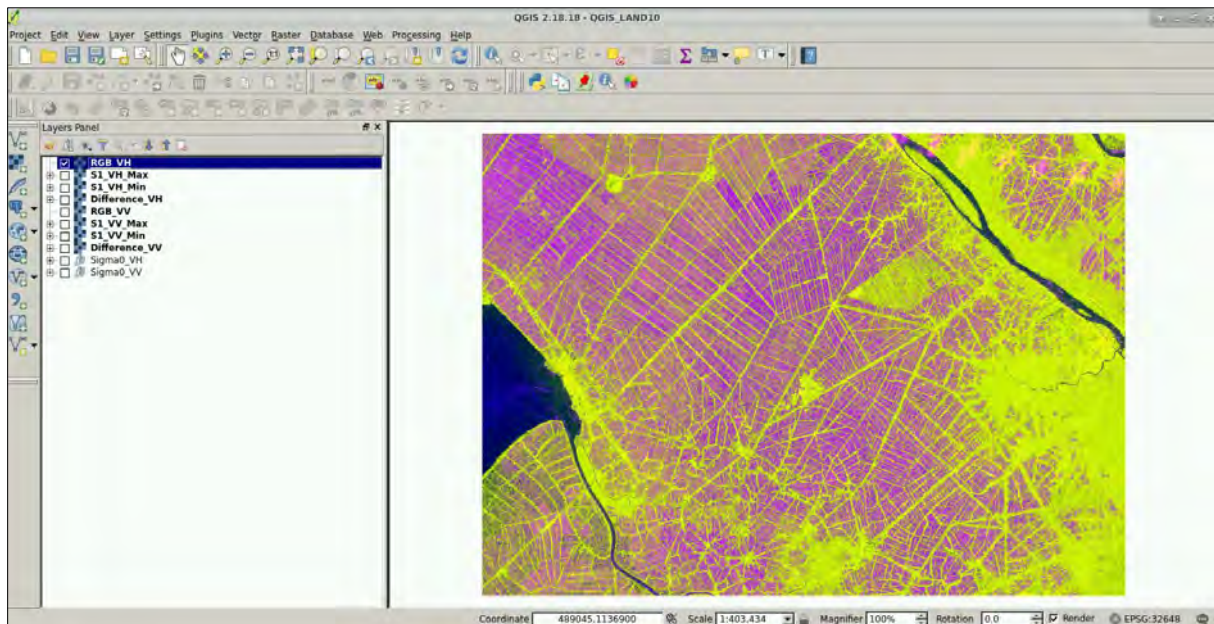 QGIS 2.18.18 - QGIS_LAND10
Project Edit View Layer Settings Plugins Vector Raster Database Web Processing Help
Layers Panel
RGB_VH
S1_VH_Max
S1_VH_Min
Difference_VH
RGB_VV
S1_VV_Max
S1_VV_Min
Difference_VV
Sigma0_VH
Sigma0_VV
Coordinate 489045.1136900 Scale 1:403.434 Magnifier 100% Rotation 0.0 Render EPSG:32648